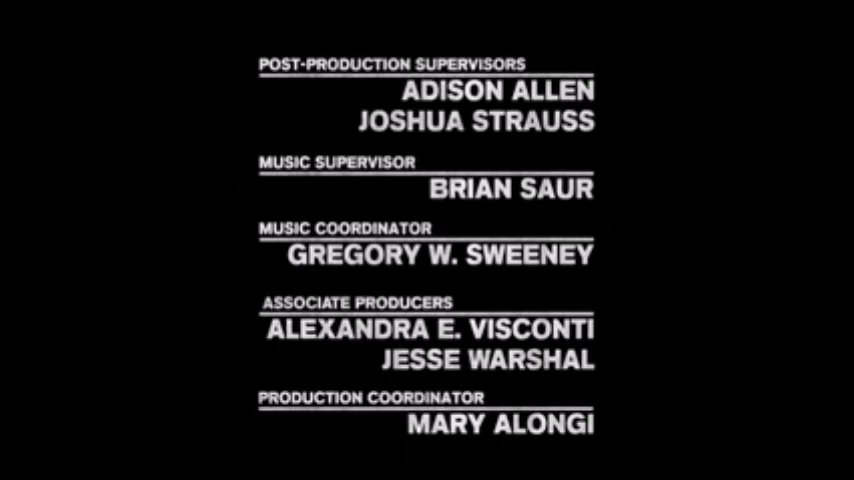 POST-PRODUCTION SUPERVISORS
ADISON ALLEN
JOSHUA STRAUSS
MUSIC SUPERVISOR
BRIAN SAUR
MUSIC COORDINATOR
GREGORY W. SWEENEY
ASSOCIATE PRODUCERS
ALEXANDRA E. VISCONTI
JESSE WARSHAL
PRODUCTION COORDINATOR
MARY ALONGI